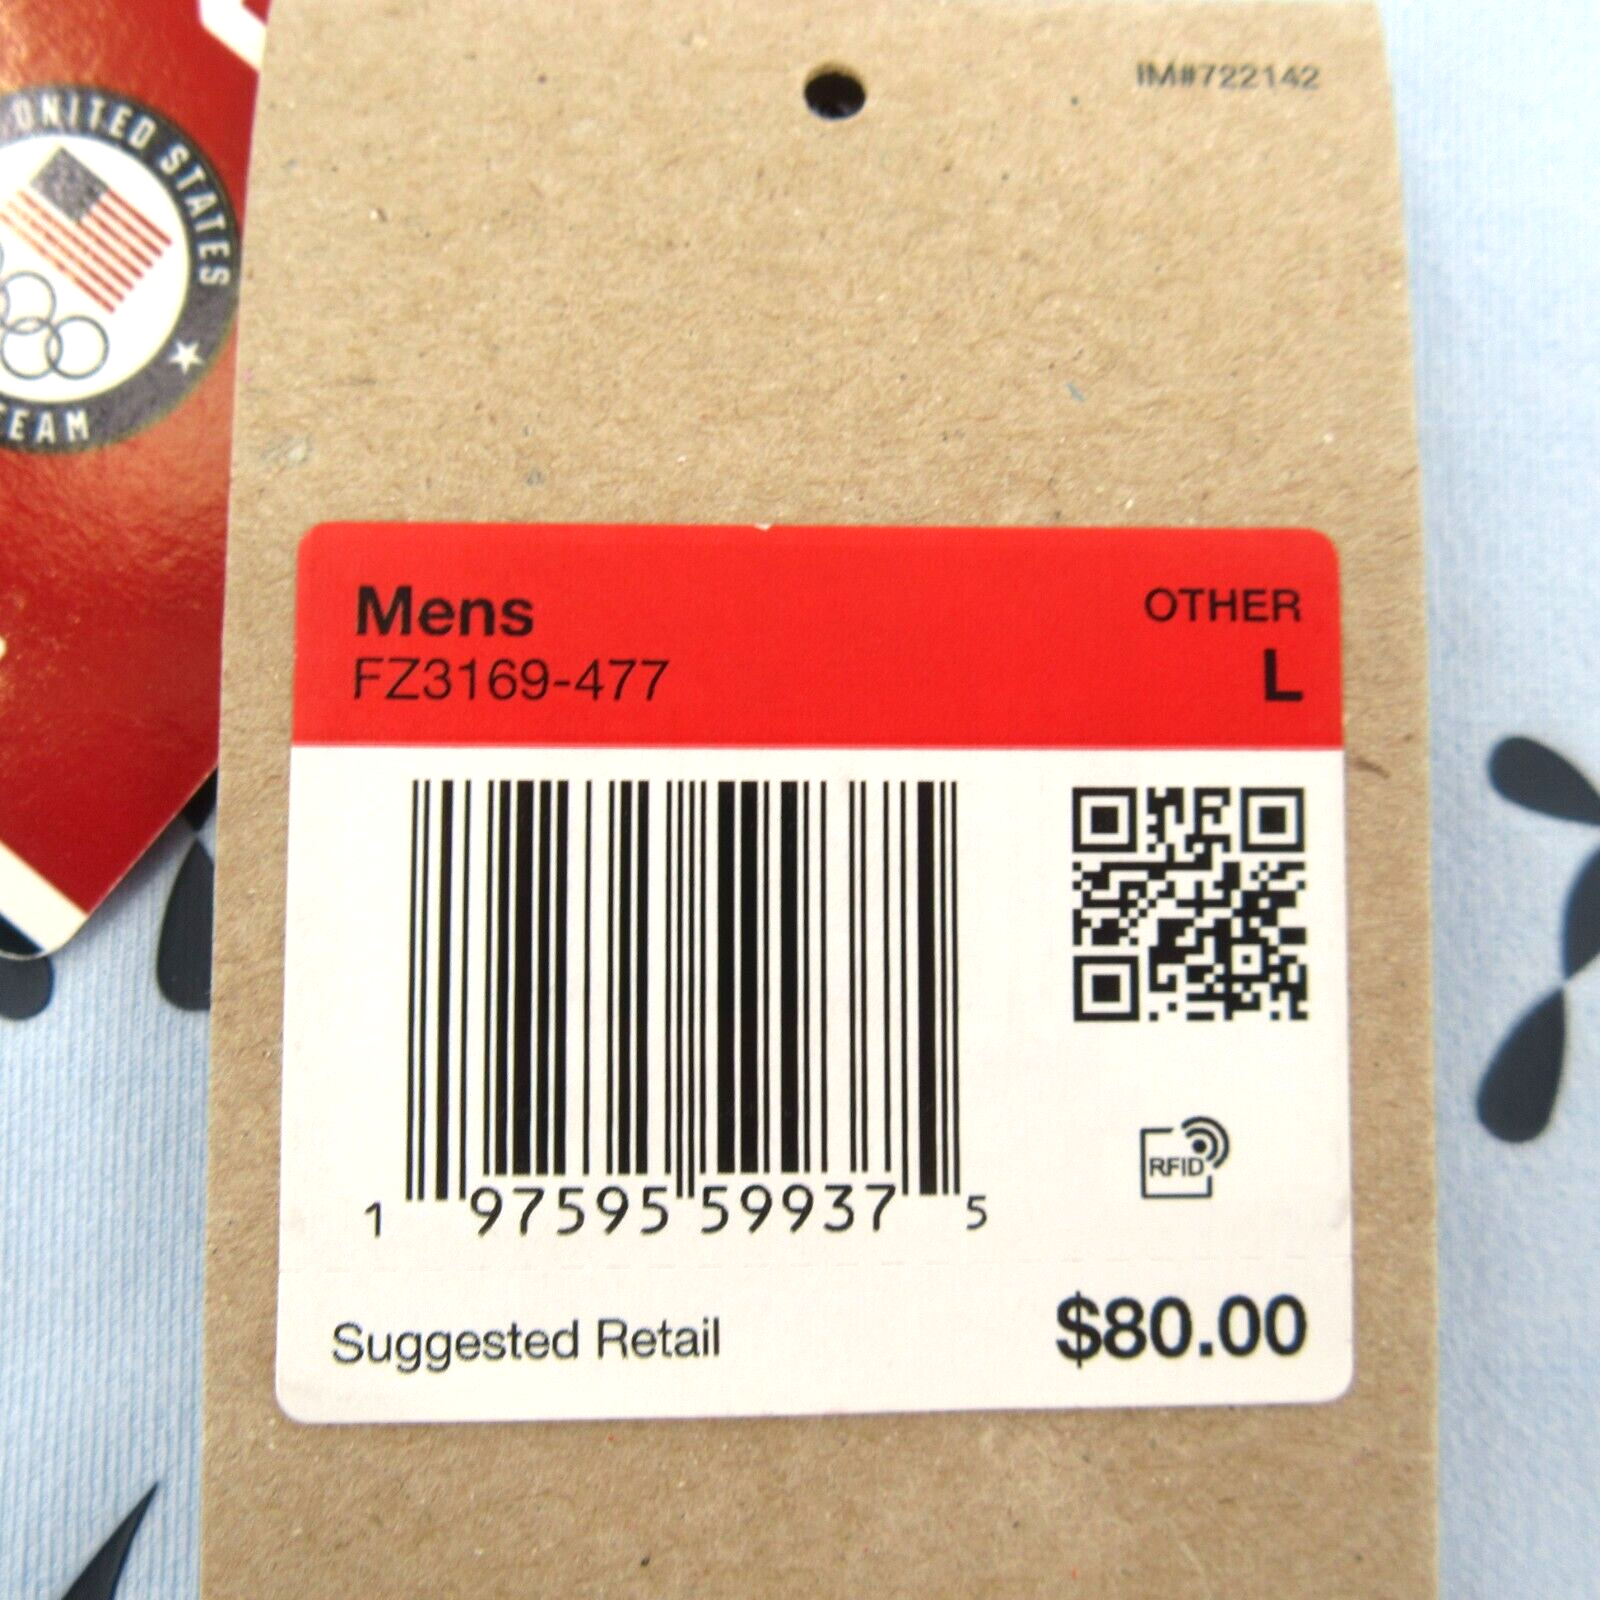 IM#722142
UNITED STATES
TEAM
Mens
OTHER
FZ3169-477
L
1 97595 59937 5
RFID
Suggested Retail
$80.00